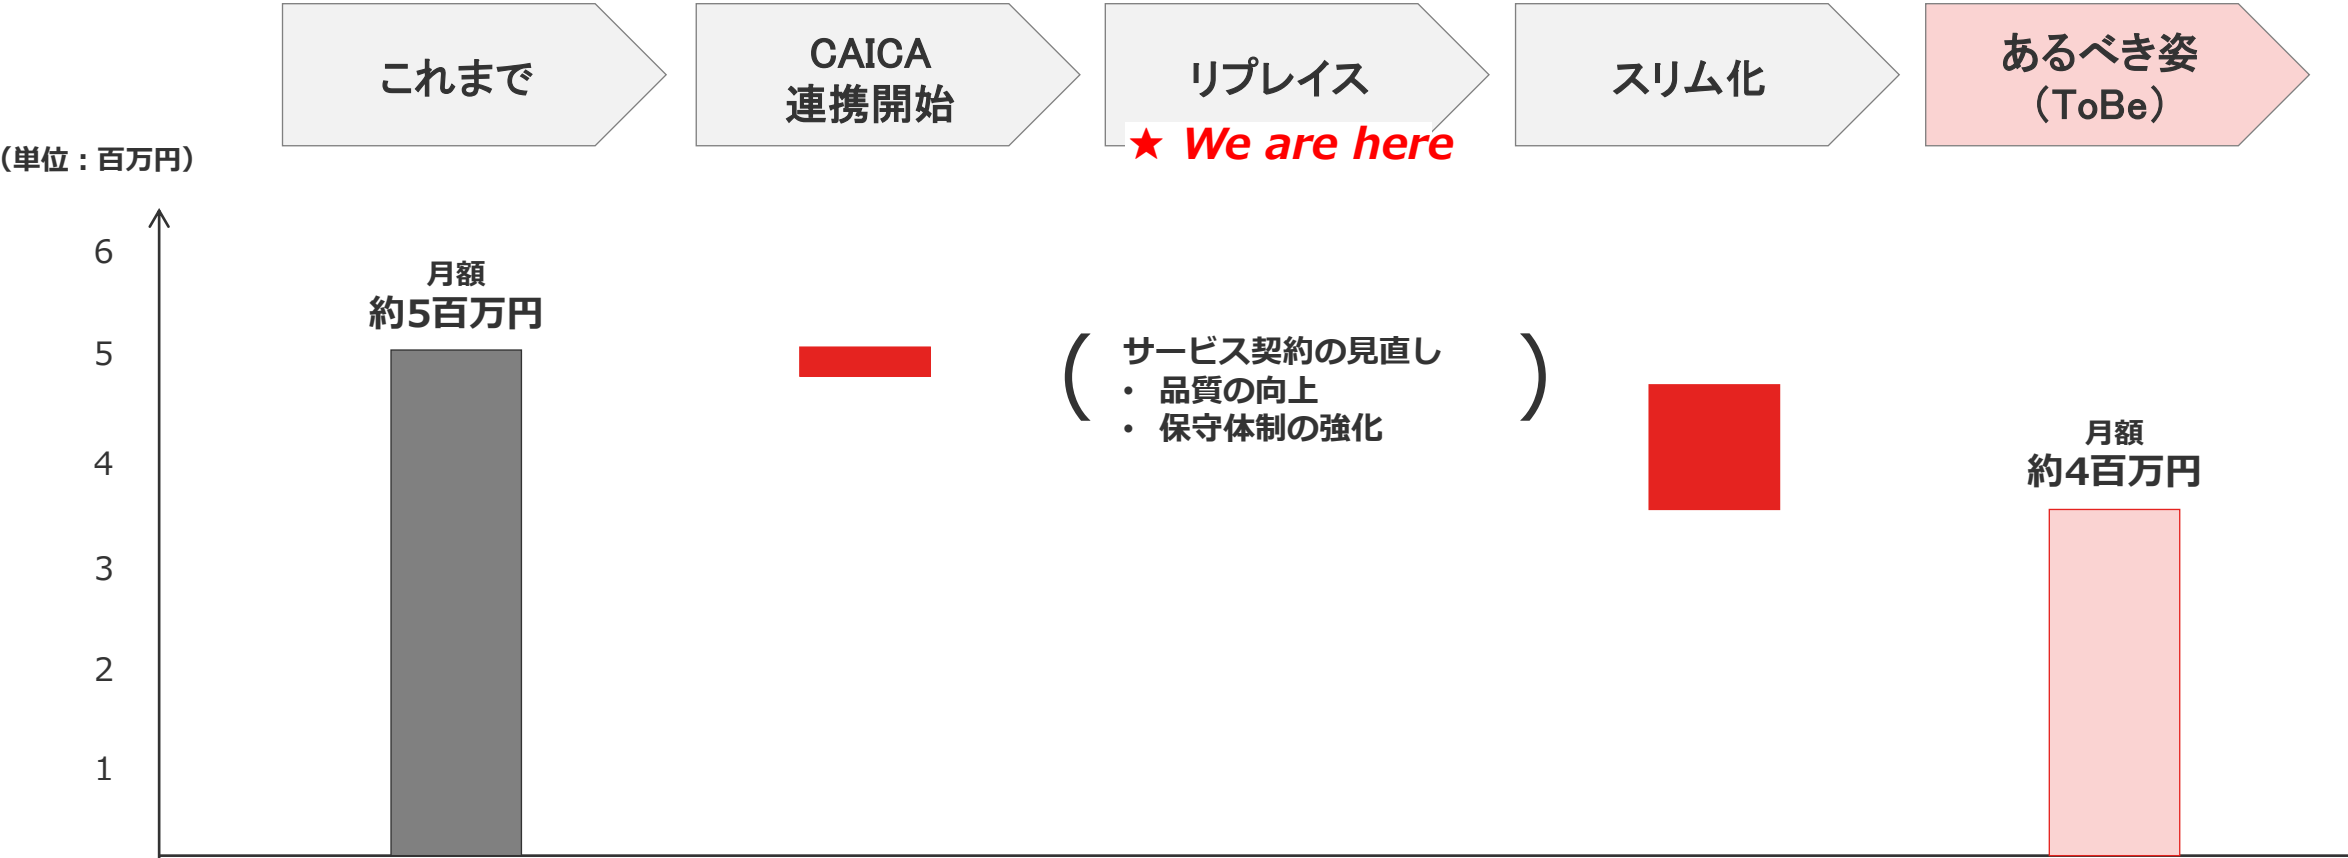 これまで
CAICA
連携開始
リプレイス
スリム化
あるべき姿
（ToBe）
★ We are here
（単位：百万円）
6
5
4
3
2
1
月額
約5百万円
（ サービス契約の見直し ）
・ 品質の向上
・ 保守体制の強化
月額
約4百万円